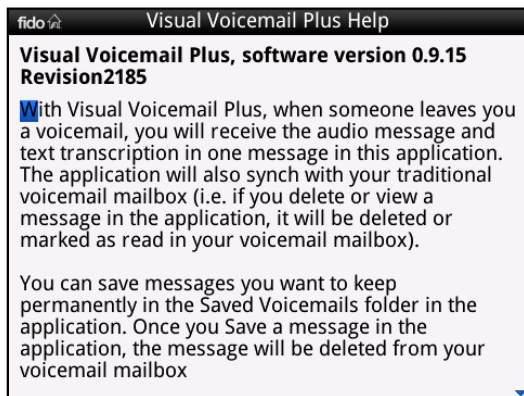 fido Visual Voicemail Plus Help
Visual Voicemail Plus, software version 0.9.15
Revision2185
With Visual Voicemail Plus, when someone leaves you
a voicemail, you will receive the audio message and
text transcription in one message in this application.
The application will also synch with your traditional
voicemail mailbox (i.e. if you delete or view a
message in the application, it will be deleted or
marked as read in your voicemail mailbox).
You can save messages you want to keep
permanently in the Saved Voicemails folder in the
application. Once you Save a message in the
application, the message will be deleted from your
voicemail mailbox